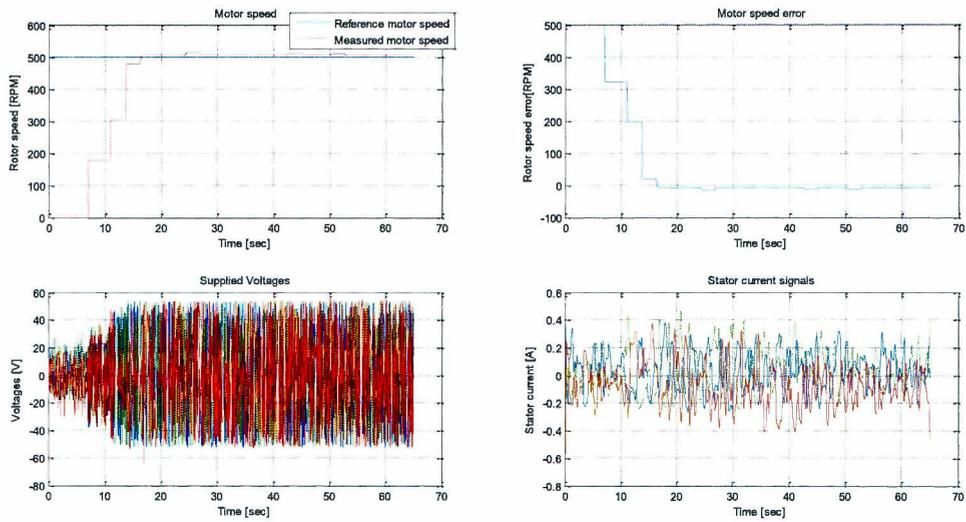 Motor speed
Reference motor speed
Measured motor speed
600
500
400
300
200
100
0
Rotor speed [RPM]
0 10 20 30 40 50 60 70
Time [sec]
Motor speed error
500
400
300
200
100
0
-100
Rotor speed error[RPM]
0 10 20 30 40 50 60 70
Time [sec]
Supplied Voltages
60
40
20
0
-20
-40
-60
-80
Voltages [V]
0 10 20 30 40 50 60 70
Time [sec]
Stator current signals
0.6
0.4
0.2
0
-0.2
-0.4
-0.6
-0.8
Stator current [A]
0 10 20 30 40 50 60 70
Time [sec]